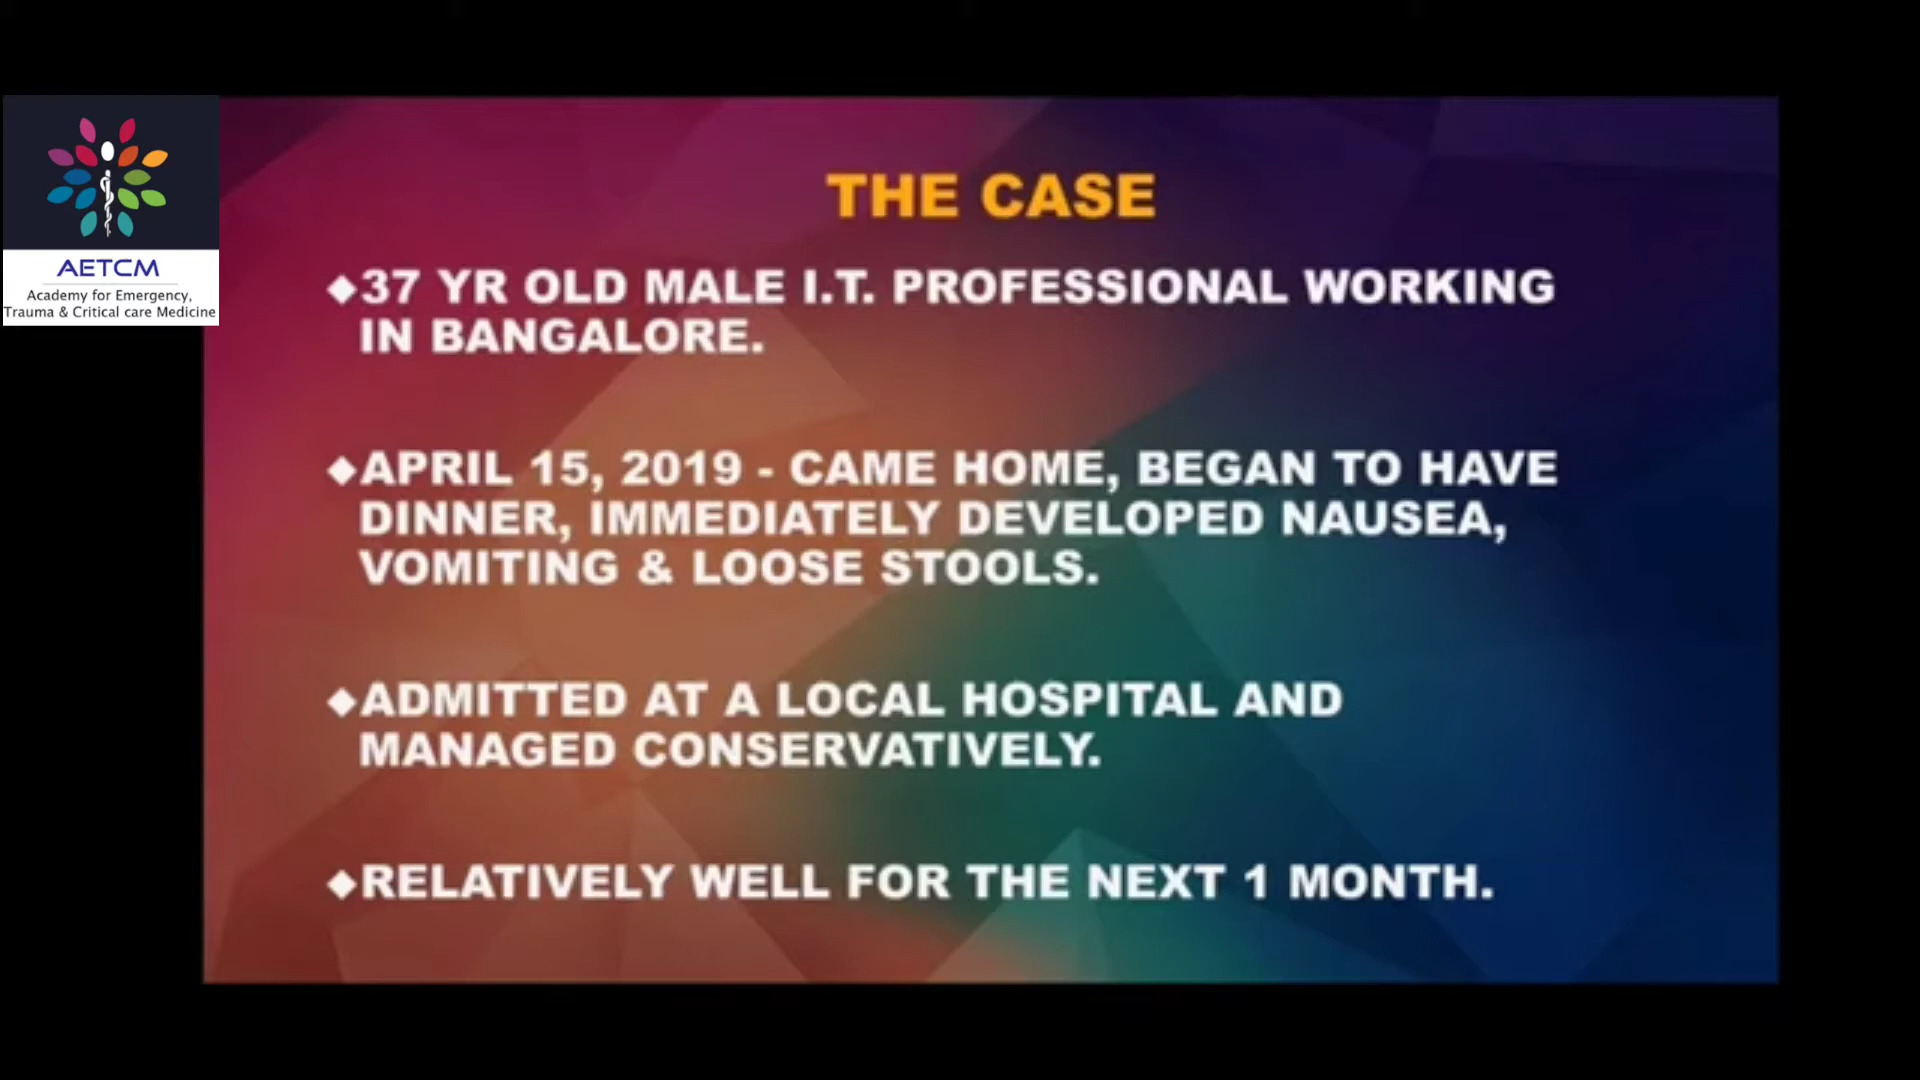 AETCM
Academy for Emergency,
Trauma & Critical care Medicine
THE CASE
◆37 YR OLD MALE I.T. PROFESSIONAL WORKING
IN BANGALORE.
◆APRIL 15, 2019 - CAME HOME, BEGAN TO HAVE
DINNER, IMMEDIATELY DEVELOPED NAUSEA,
VOMITING & LOOSE STOOLS.
◆ADMITTED AT A LOCAL HOSPITAL AND
MANAGED CONSERVATIVELY.
◆RELATIVELY WELL FOR THE NEXT 1 MONTH.